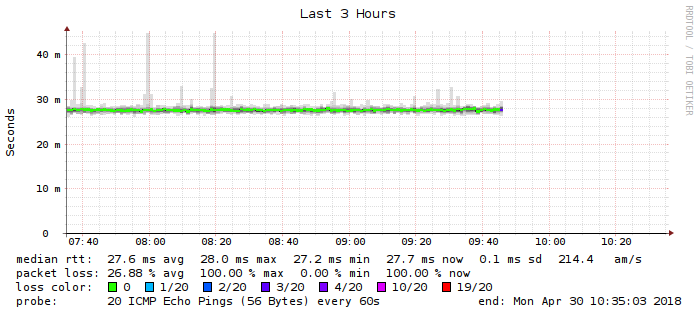 Last 3 Hours
RRDTOOL / TOBI OETIKER
Seconds
40 m
30 m
20 m
10 m
0
07:40 08:00 08:20 08:40 09:00 09:20 09:40 10:00 10:20
median rtt: 27.6 ms avg 28.0 ms max 27.2 ms min 27.7 ms now 0.1 ms sd 214.4 am/s
packet loss: 26.88 % avg 100.00 % max 0.00 % min 100.00 % now
loss color: 0 1/20 2/20 3/20 4/20 10/20 19/20
probe: 20 ICMP Echo Pings (56 Bytes) every 60s end: Mon Apr 30 10:35:03 2018